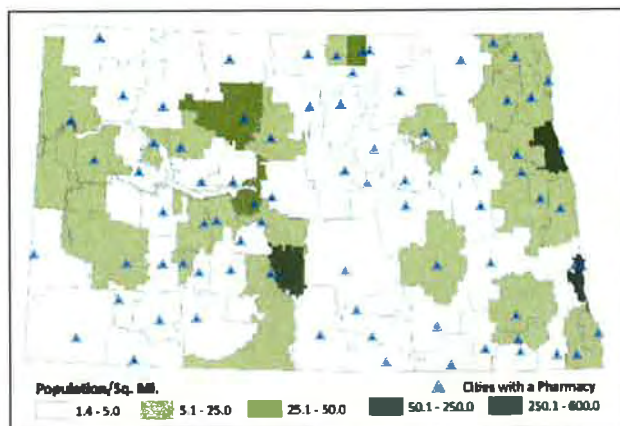 Population/Sq. Mi.
Cities with a Pharmacy
1.4 - 5.0
5.1 - 25.0
25.1 - 50.0
50.1 - 250.0
250.1 - 600.0